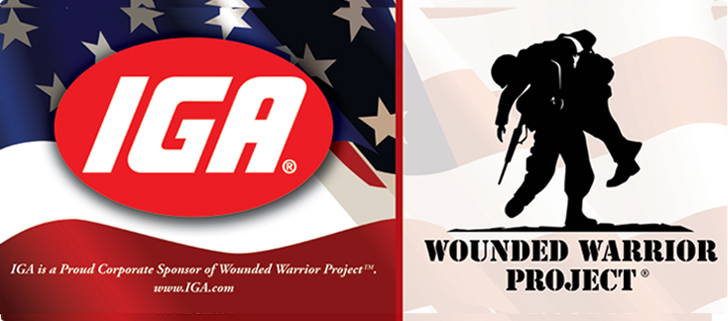 IGA®
IGA is a Proud Corporate Sponsor of Wounded Warrior Project™.
www.IGA.com
WOUNDED WARRIOR
PROJECT®